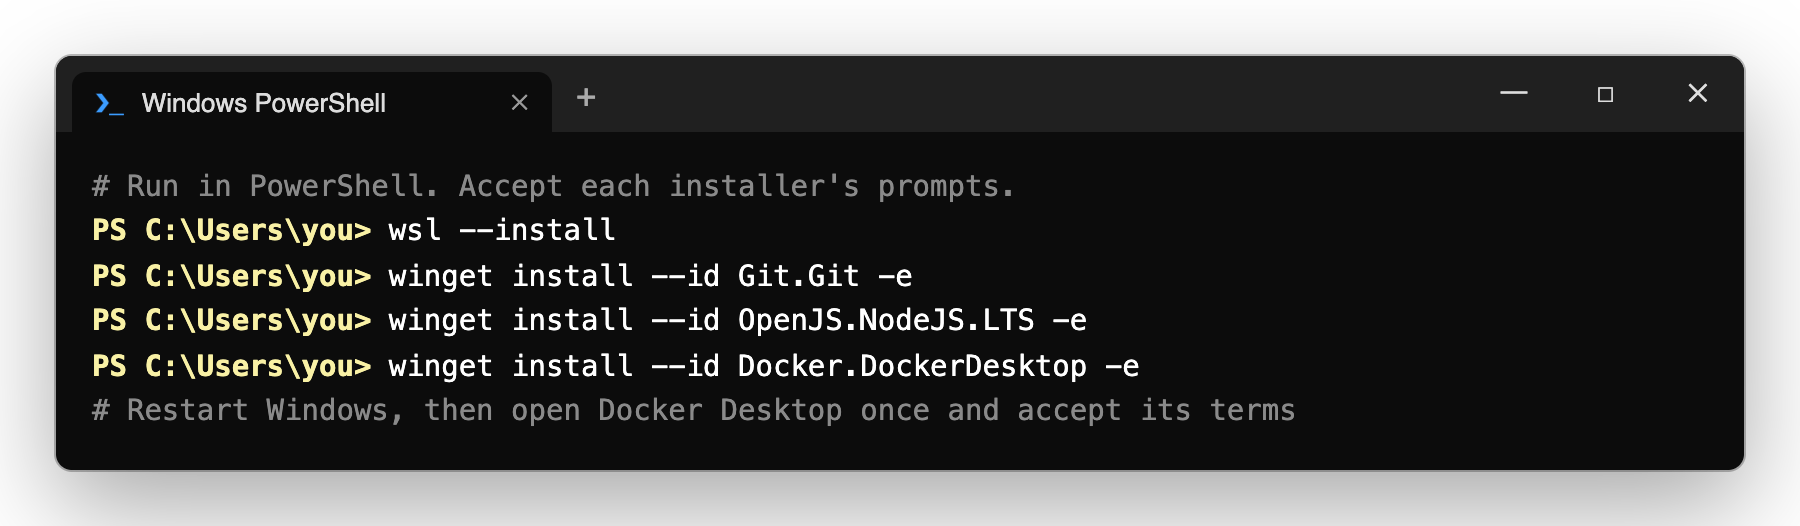 Windows PowerShell
# Run in PowerShell. Accept each installer's prompts.
PS C:\Users\you> wsl --install
PS C:\Users\you> winget install --id Git.Git -e
PS C:\Users\you> winget install --id OpenJS.NodeJS.LTS -e
PS C:\Users\you> winget install --id Docker.DockerDesktop -e
# Restart Windows, then open Docker Desktop once and accept its terms